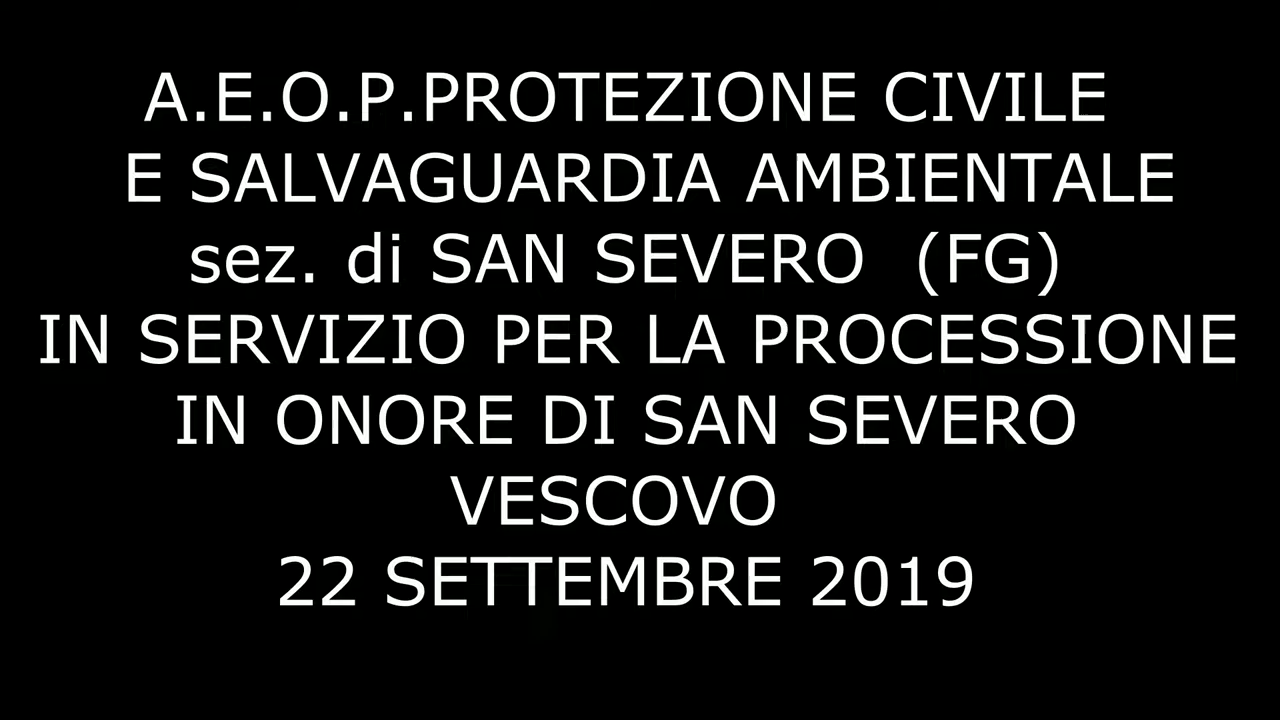 A.E.O.P.PROTEZIONE CIVILE
E SALVAGUARDIA AMBIENTALE
sez. di SAN SEVERO (FG)
IN SERVIZIO PER LA PROCESSIONE
IN ONORE DI SAN SEVERO
VESCOVO
22 SETTEMBRE 2019